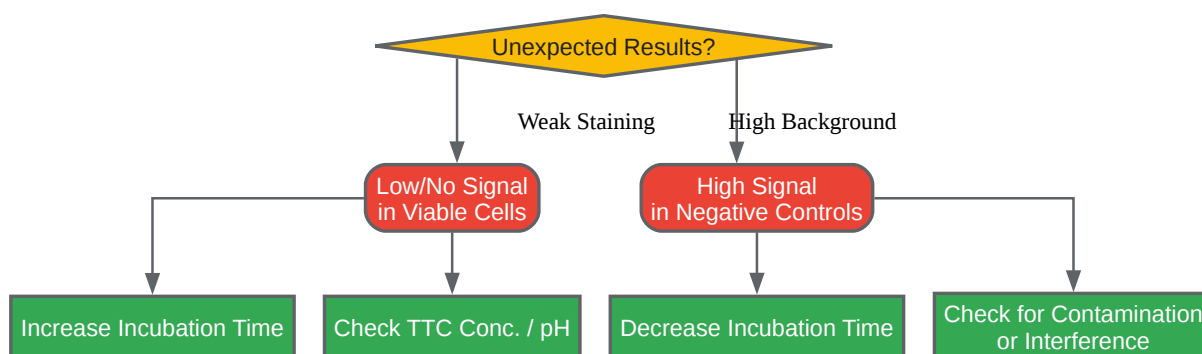 Unexpected Results?
Weak Staining
High Background
Low/No Signal
in Viable Cells
High Signal
in Negative Controls
Increase Incubation Time
Check TTC Conc. / pH
Decrease Incubation Time
Check for Contamination
or Interference